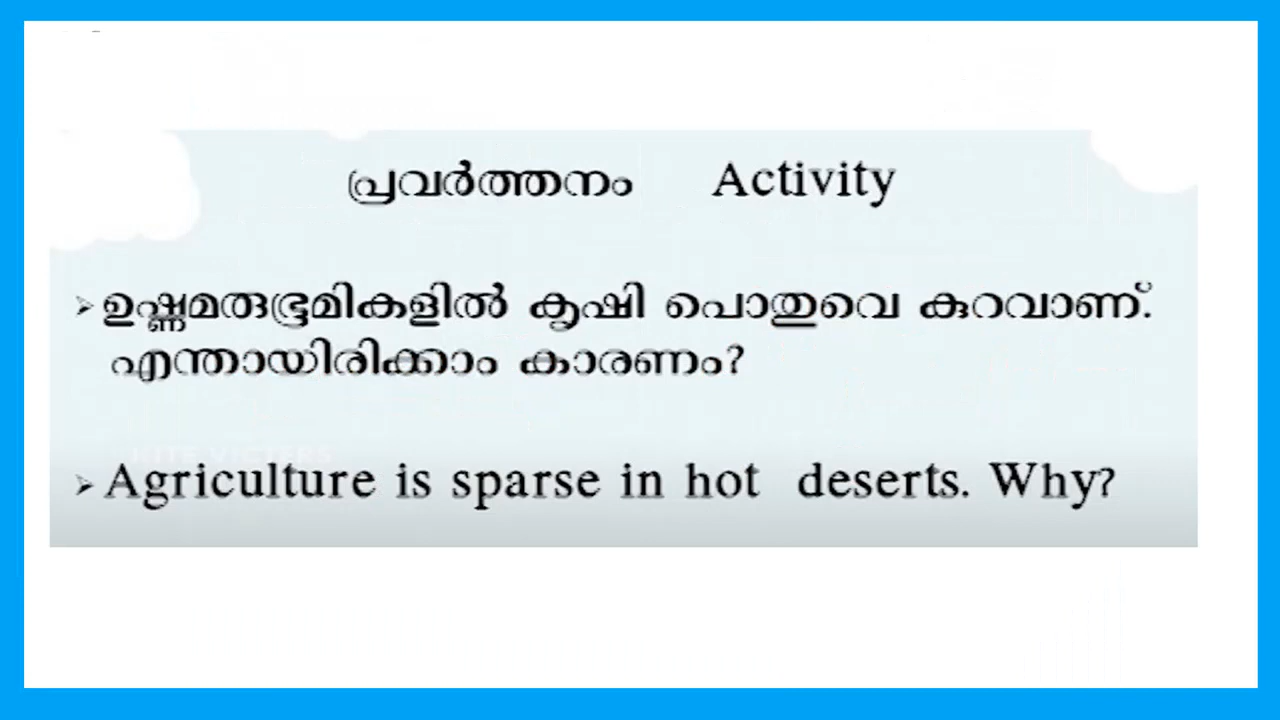 പ്രവർത്തനം Activity
➢ ഉഷ്ണമരുഭൂമികളിൽ കൃഷി പൊതുവെ കുറവാണ്.
എന്തായിരിക്കാം കാരണം?
➢ Agriculture is sparse in hot deserts. Why?